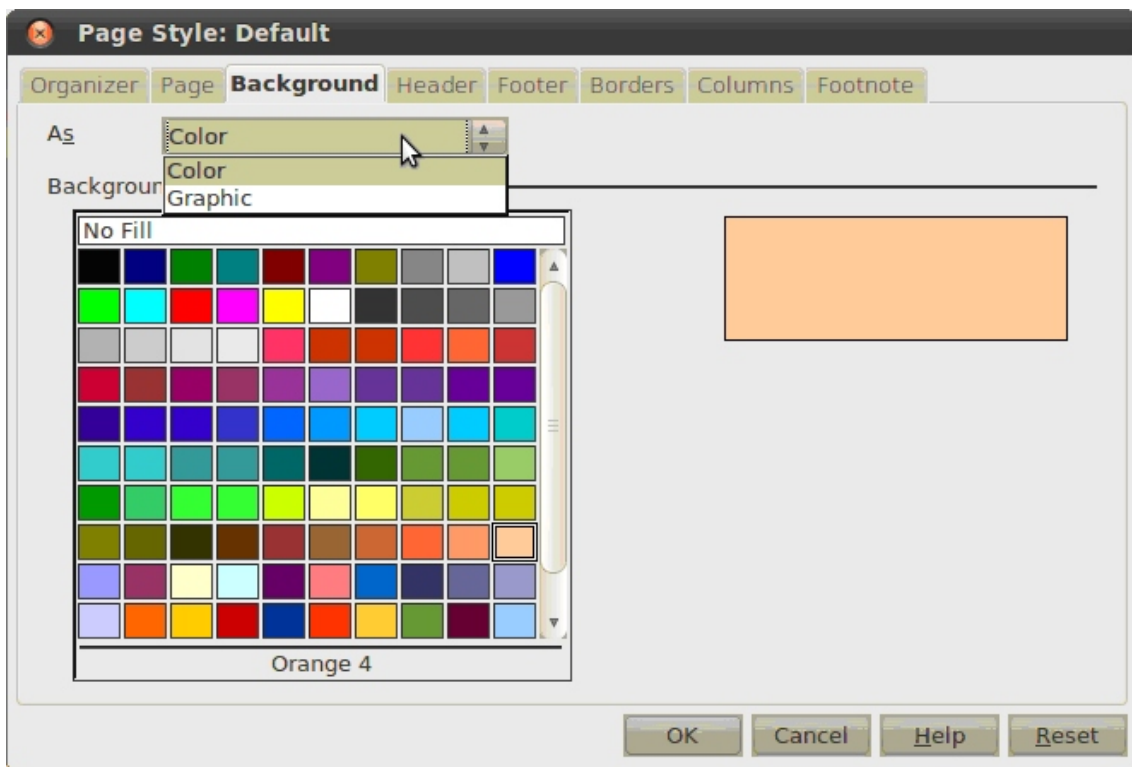 Page Style: Default
Organizer Page Background Header Footer Borders Columns Footnote
As Color
Color
Backgroun
Graphic
No Fill
Orange 4
OK Cancel Help Reset